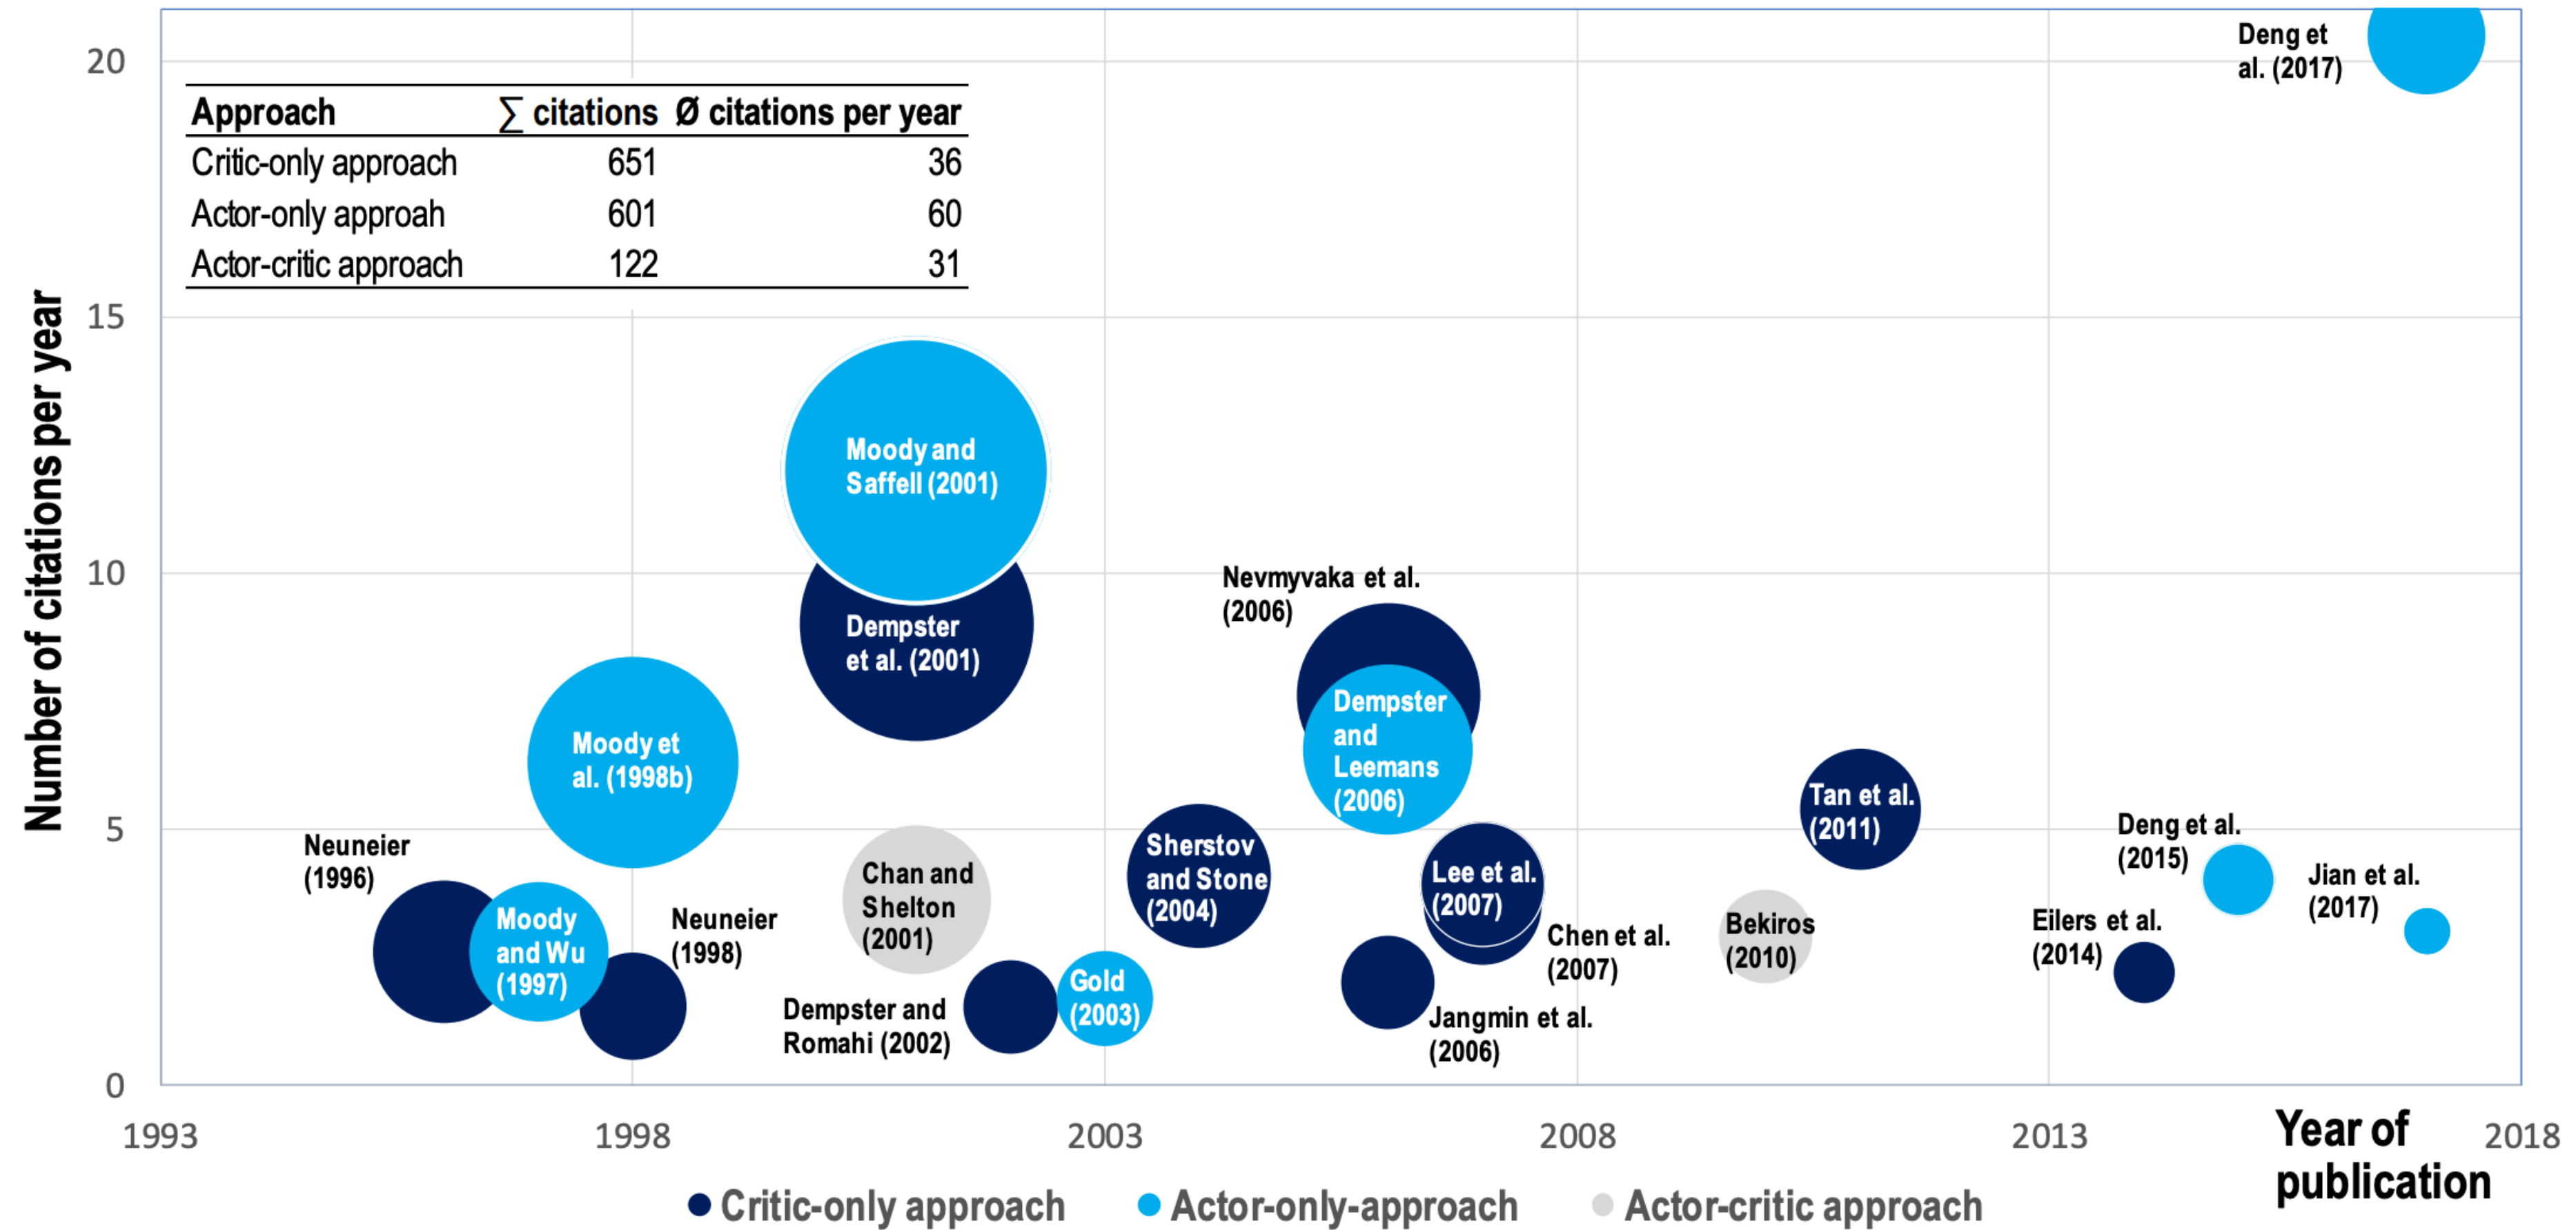 20
Deng et
al. (2017)
Approach ∑ citations Ø citations per year
Critic-only approach 651 36
Actor-only approah 601 60
Actor-critic approach 122 31
15
Moody and
Saffell (2001)
10
Nevmyvaka et al.
(2006)
Dempster
et al. (2001)
Dempster
and
Leemans
(2006)
Moody et
al. (1998b)
Tan et al.
(2011)
5
Deng et al.
(2015)
Neuneier
(1996)
Sherstov
and Stone
(2004)
Chan and
Shelton
(2001)
Lee et al.
(2007)
Jian et al.
(2017)
Moody
and Wu
(1997)
Neuneier
(1998)
Bekiros
(2010)
Eilers et al.
(2014)
Chen et al.
(2007)
Gold
(2003)
Dempster and
Romahi (2002)
Jangmin et al.
(2006)
0
Number of citations per year
1993 1998 2003 2008 2013 2018
Year of
publication
Critic-only approach Actor-only-approach Actor-critic approach